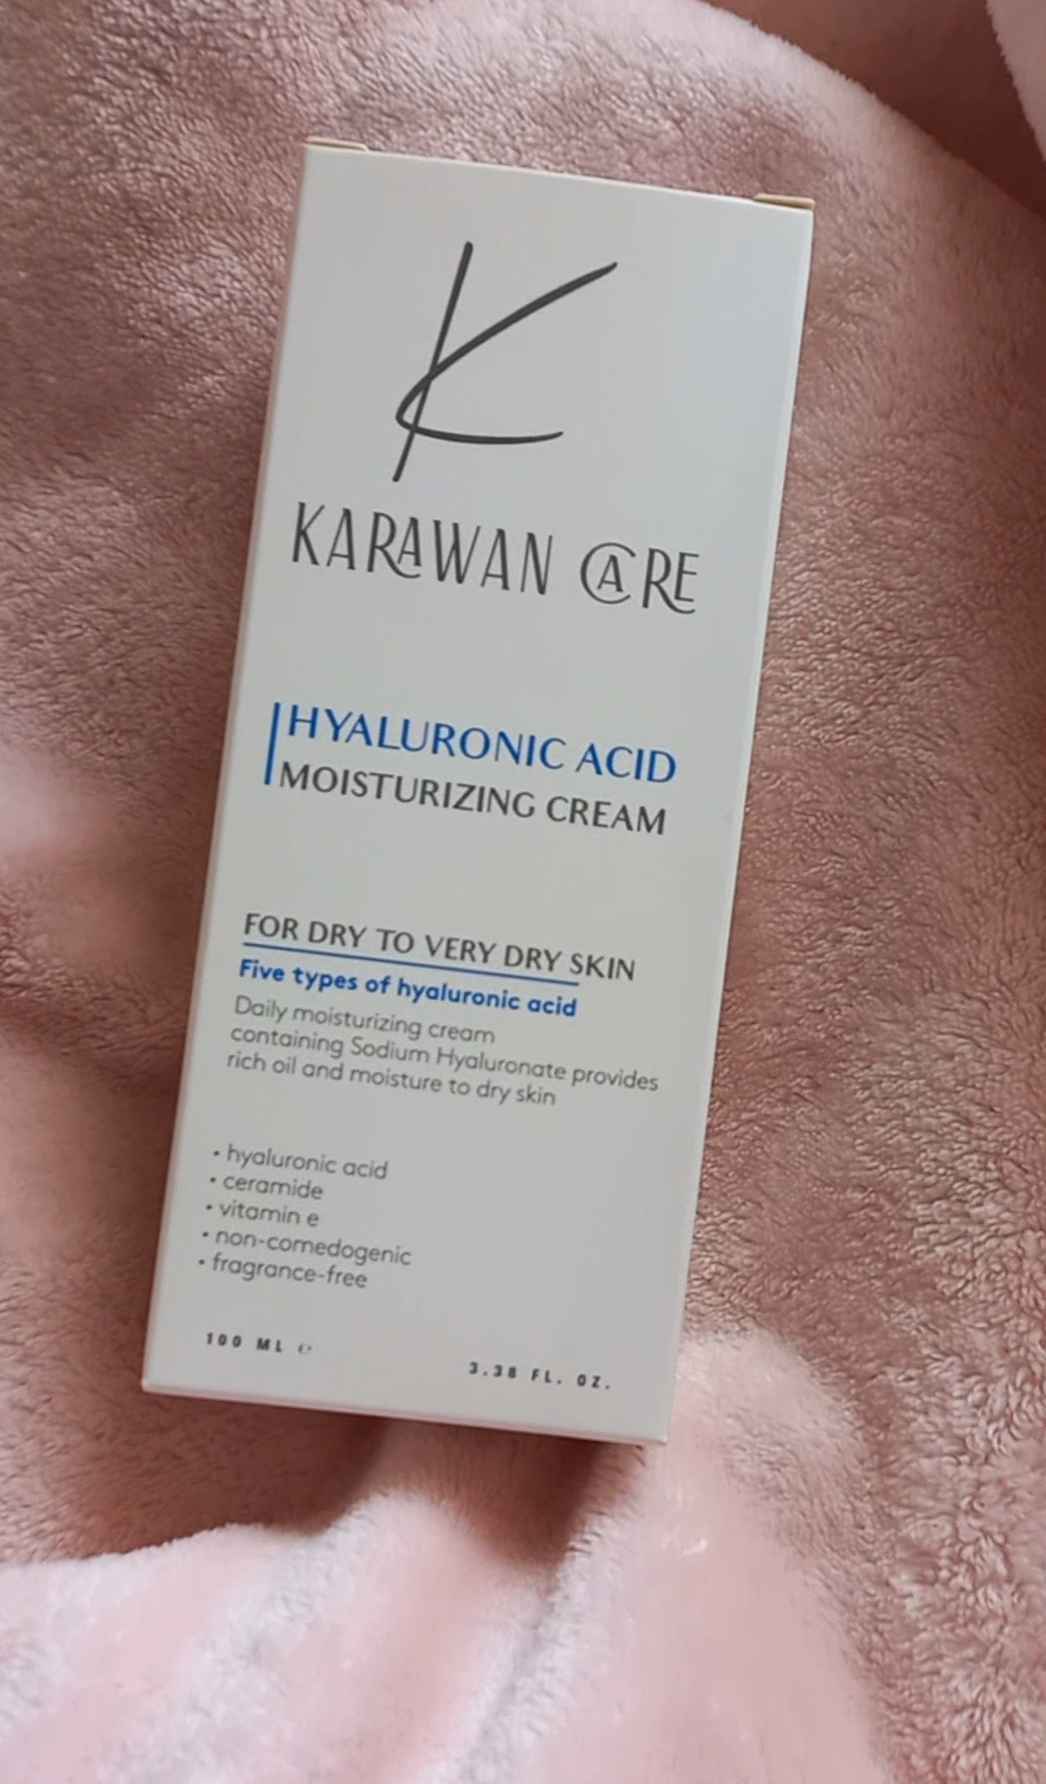 K
KARAWAN CARE
HYALURONIC ACID
MOISTURIZING CREAM
FOR DRY TO VERY DRY SKIN
Five types of hyaluronic acid
Daily moisturizing cream
containing Sodium Hyaluronate provides
rich oil and moisture to dry skin
• hyaluronic acid
• ceramide
• vitamin e
• non-comedogenic
• fragrance-free
100 ML ℮
3.38 FL. OZ.